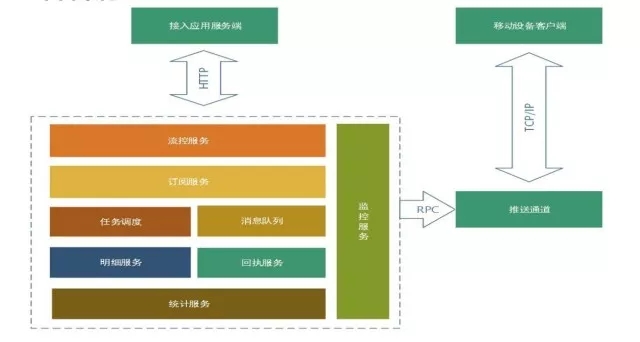 接入应用服务端
移动设备客户端
HTTP
TCP/IP
流控服务
订阅服务
任务调度
消息队列
明细服务
回执服务
统计服务
监控服务
RPC
推送通道